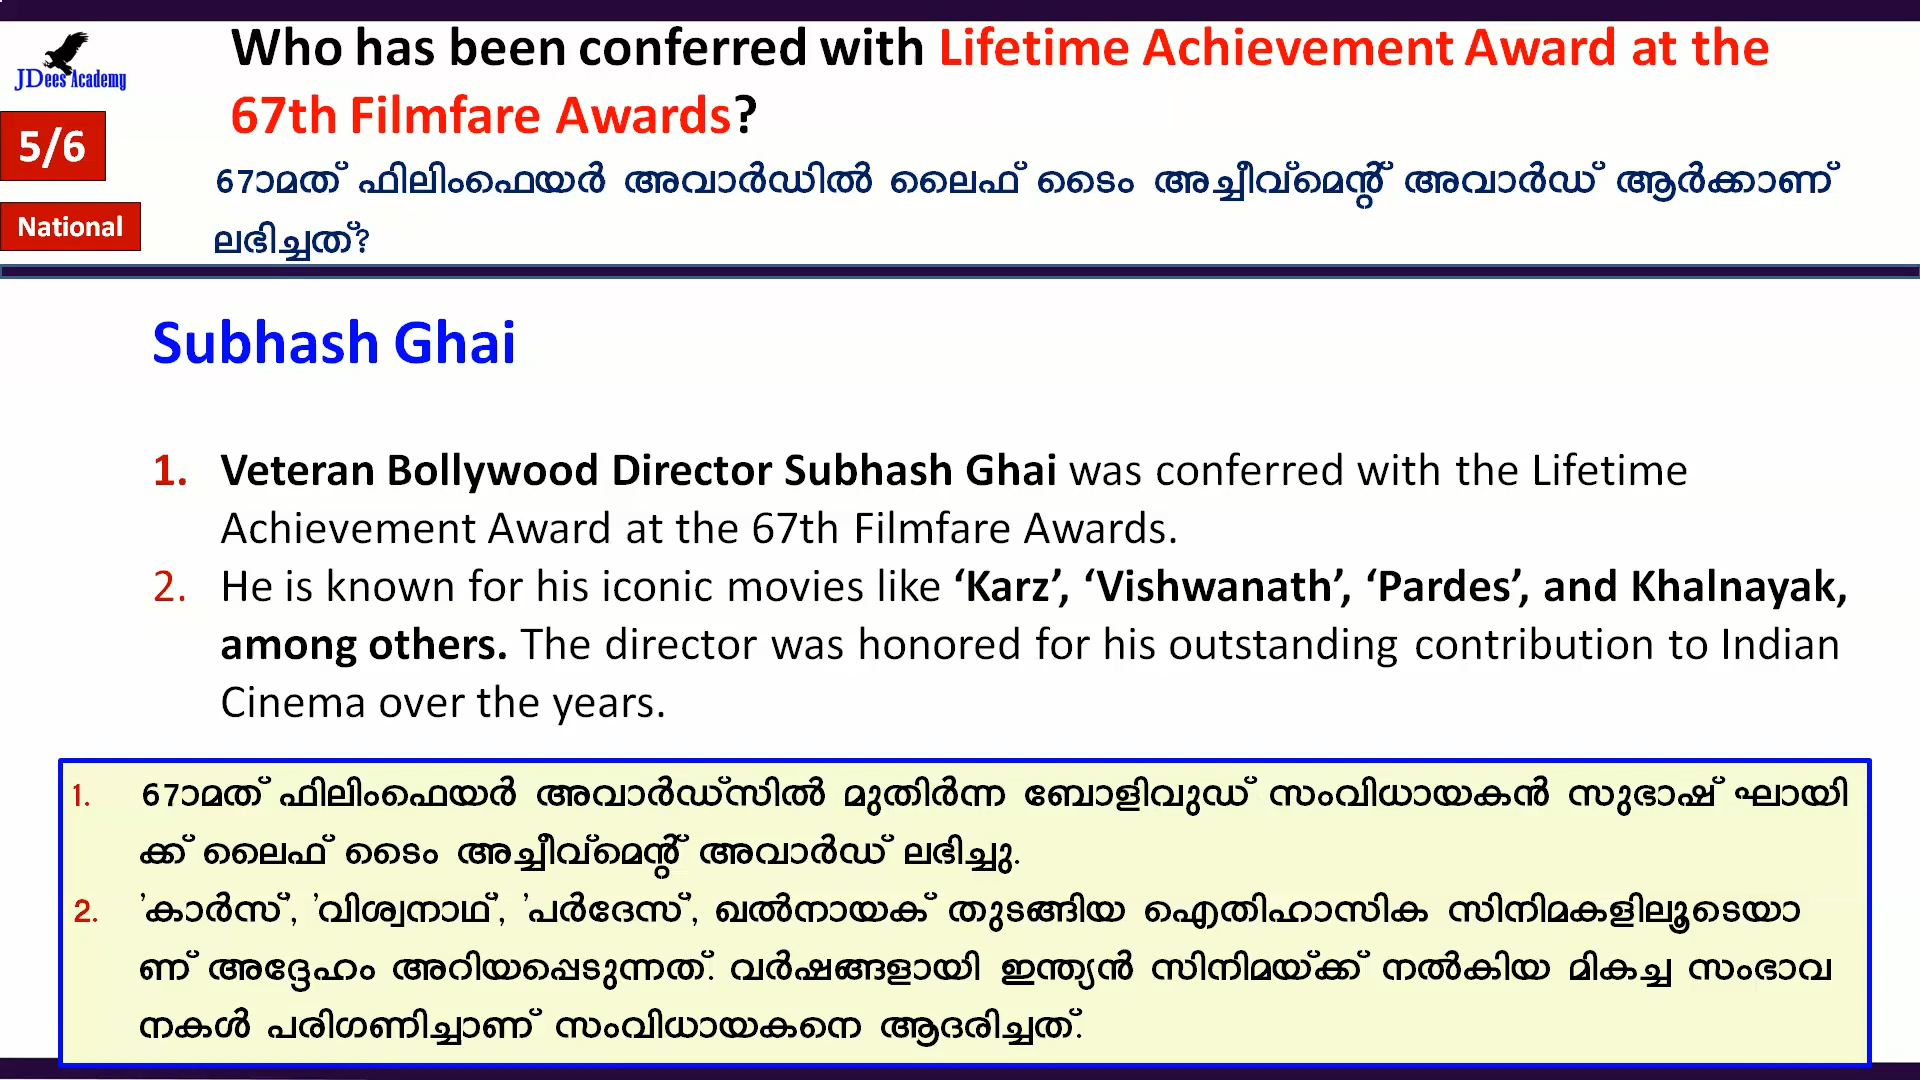 Who has been conferred with Lifetime Achievement Award at the
JDees Academy
67th Filmfare Awards?
5/6
67ാമത് ഫിലിംഫെയർ അവാർഡിൽ ലൈഫ് ടൈം അച്ചീവ്മെന്റ് അവാർഡ് ആർക്കാണ്
National
ലഭിച്ചത്?
Subhash Ghai
1. Veteran Bollywood Director Subhash Ghai was conferred with the Lifetime
Achievement Award at the 67th Filmfare Awards.
2. He is known for his iconic movies like ‘Karz’, ‘Vishwanath’, ‘Pardes’, and Khalnayak,
among others. The director was honored for his outstanding contribution to Indian
Cinema over the years.
1. 67ാമത് ഫിലിംഫെയർ അവാർഡ്സിൽ മുതിർന്ന ബോളിവുഡ് സംവിധായകൻ സുഭാഷ് ഘായി
ക്ക് ലൈഫ് ടൈം അച്ചീവ്മെന്റ് അവാർഡ് ലഭിച്ചു.
2. 'കാർസ്', 'വിശ്വനാഥ്', 'പർദേസ്', ഖൽനായക് തുടങ്ങിയ ഐതിഹാസിക സിനിമകളിലൂടെയാ
ണ് അദ്ദേഹം അറിയപ്പെടുന്നത്. വർഷങ്ങളായി ഇന്ത്യൻ സിനിമയ്ക്ക് നൽകിയ മികച്ച സംഭാവ
നകൾ പരിഗണിച്ചാണ് സംവിധായകനെ ആദരിച്ചത്.